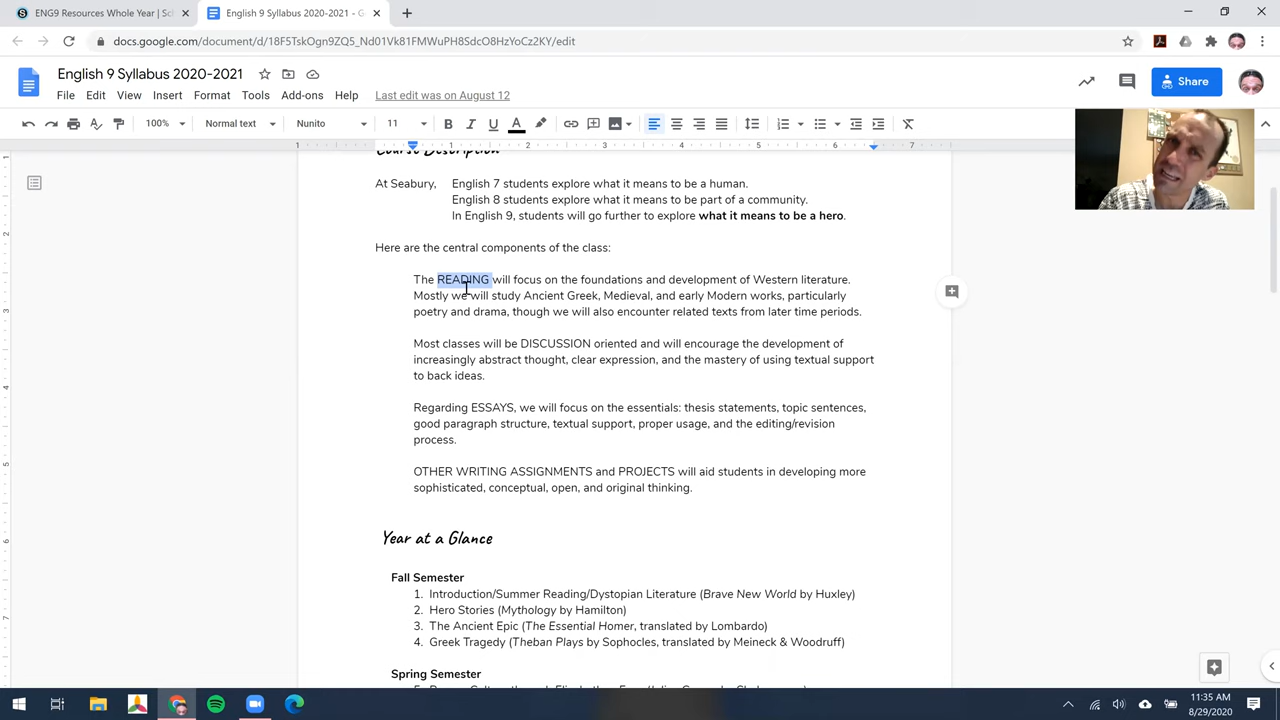 ENG9 Resources Whole Year | Sch
English 9 Syllabus 2020-2021 - G
docs.google.com/document/d/18F5TskOgn9ZQ5_Nd01Vk81FMWuPH8SdcO8HzYoCz2KY/edit
English 9 Syllabus 2020-2021
File Edit View Insert Format Tools Add-ons Help Last edit was on August 12
Share
100% Normal text Nunito 11
1 1 2 3 4 5 6 7
Course Description
At Seabury, English 7 students explore what it means to be a human.
English 8 students explore what it means to be part of a community.
In English 9, students will go further to explore what it means to be a hero.
Here are the central components of the class:
The READING will focus on the foundations and development of Western literature.
Mostly we will study Ancient Greek, Medieval, and early Modern works, particularly
poetry and drama, though we will also encounter related texts from later time periods.
Most classes will be DISCUSSION oriented and will encourage the development of
increasingly abstract thought, clear expression, and the mastery of using textual support
to back ideas.
Regarding ESSAYS, we will focus on the essentials: thesis statements, topic sentences,
good paragraph structure, textual support, proper usage, and the editing/revision
process.
OTHER WRITING ASSIGNMENTS and PROJECTS will aid students in developing more
sophisticated, conceptual, open, and original thinking.
Year at a Glance
Fall Semester
1. Introduction/Summer Reading/Dystopian Literature (Brave New World by Huxley)
2. Hero Stories (Mythology by Hamilton)
3. The Ancient Epic (The Essential Homer, translated by Lombardo)
4. Greek Tragedy (Theban Plays by Sophocles, translated by Meineck & Woodruff)
Spring Semester
11:35 AM
8/29/2020